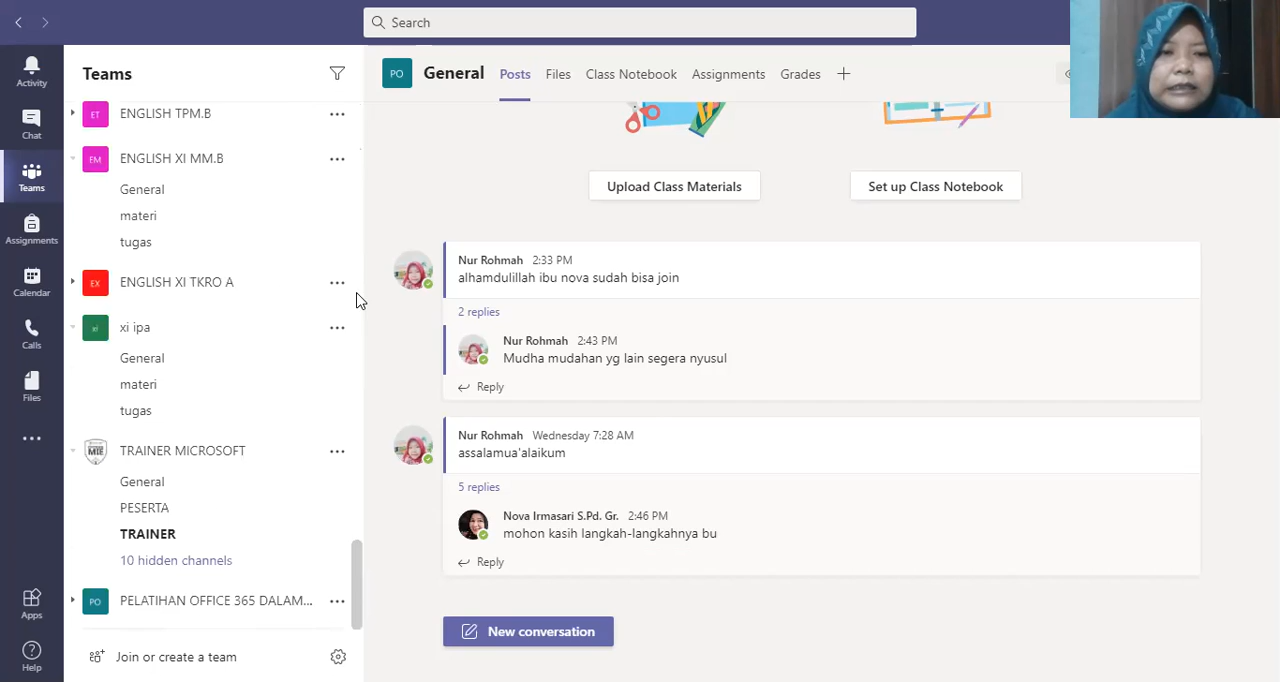 Search
Activity
Chat
Teams
Assignments
Calendar
Calls
Files
Apps
Help
Teams
ET ENGLISH TPM.B
EM ENGLISH XI MM.B
General
materi
tugas
EX ENGLISH XI TKRO A
xi xi ipa
General
materi
tugas
TRAINER MICROSOFT
General
PESERTA
TRAINER
10 hidden channels
PO PELATIHAN OFFICE 365 DALAM...
Join or create a team
PO General Posts Files Class Notebook Assignments Grades
Upload Class Materials Set up Class Notebook
Nur Rohmah 2:33 PM
alhamdulillah ibu nova sudah bisa join
2 replies
Nur Rohmah 2:43 PM
Mudha mudahan yg lain segera nyusul
Reply
Nur Rohmah Wednesday 7:28 AM
assalamua'alaikum
5 replies
Nova Irmasari S.Pd. Gr. 2:46 PM
mohon kasih langkah-langkahnya bu
Reply
New conversation